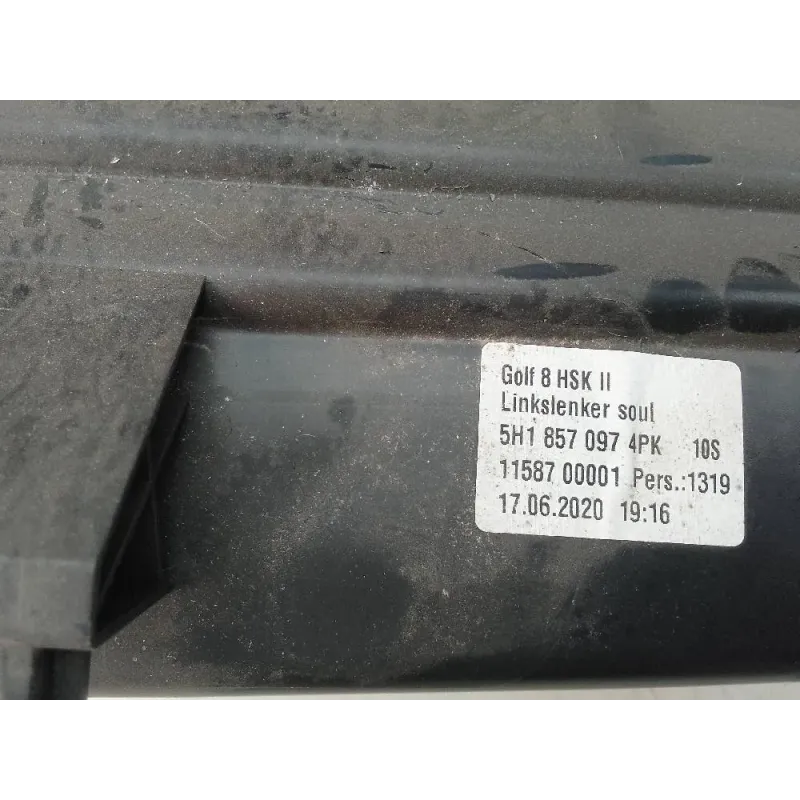 Golf 8 HSK II
Linkslenker soul
5H1 857 097 4PK 10S
11587 00001 Pers.:1319
17.06.2020 19:16